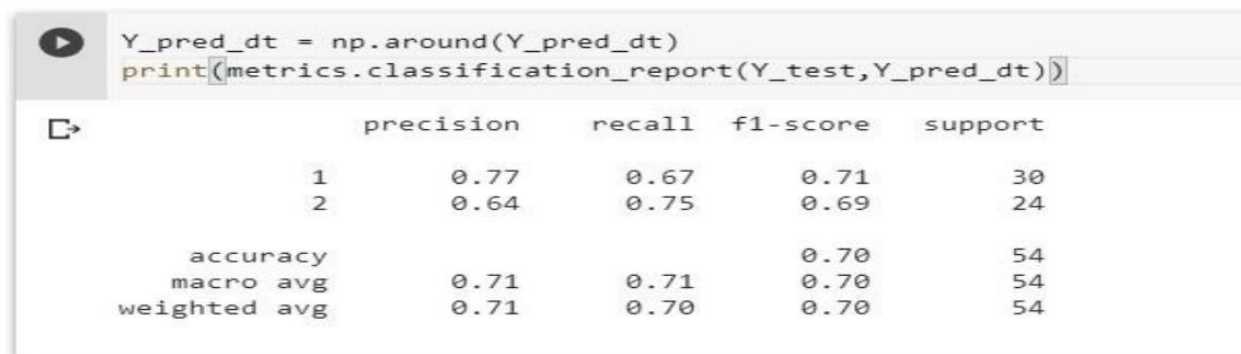 Y_pred_dt = np.around(Y_pred_dt)
print(metrics.classification_report(Y_test,Y_pred_dt))
precision recall f1-score support
1 0.77 0.67 0.71 30
2 0.64 0.75 0.69 24
accuracy 0.70 54
macro avg 0.71 0.71 0.70 54
weighted avg 0.71 0.70 0.70 54